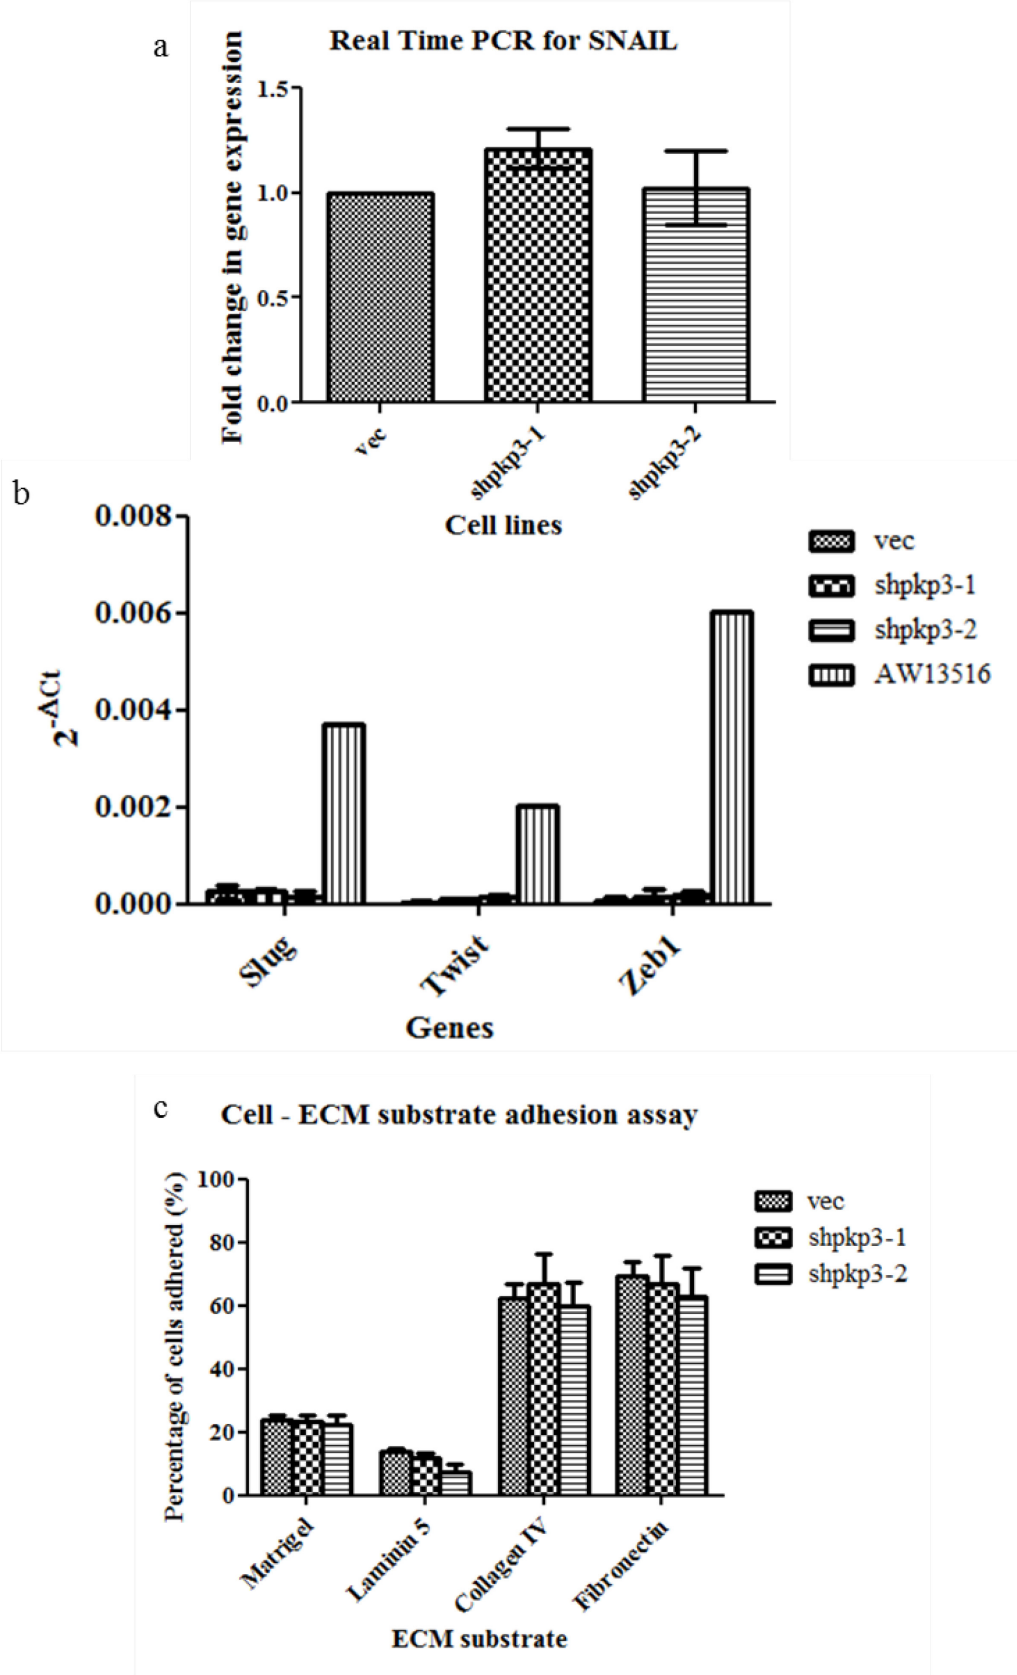 a
Real Time PCR for SNAIL
Fold change in gene expression
1.5
1.0
0.5
0.0
vec
shpkp3-1
shpkp3-2
Cell lines
b
2^-ΔCt
0.008
0.006
0.004
0.002
0.000
Slug
Twist
Zeb1
Genes
vec
shpkp3-1
shpkp3-2
AW13516
c
Cell - ECM substrate adhesion assay
Percentage of cells adhered (%)
100
80
60
40
20
0
Matrigel
Laminin 5
Collagen IV
Fibronectin
ECM substrate
vec
shpkp3-1
shpkp3-2